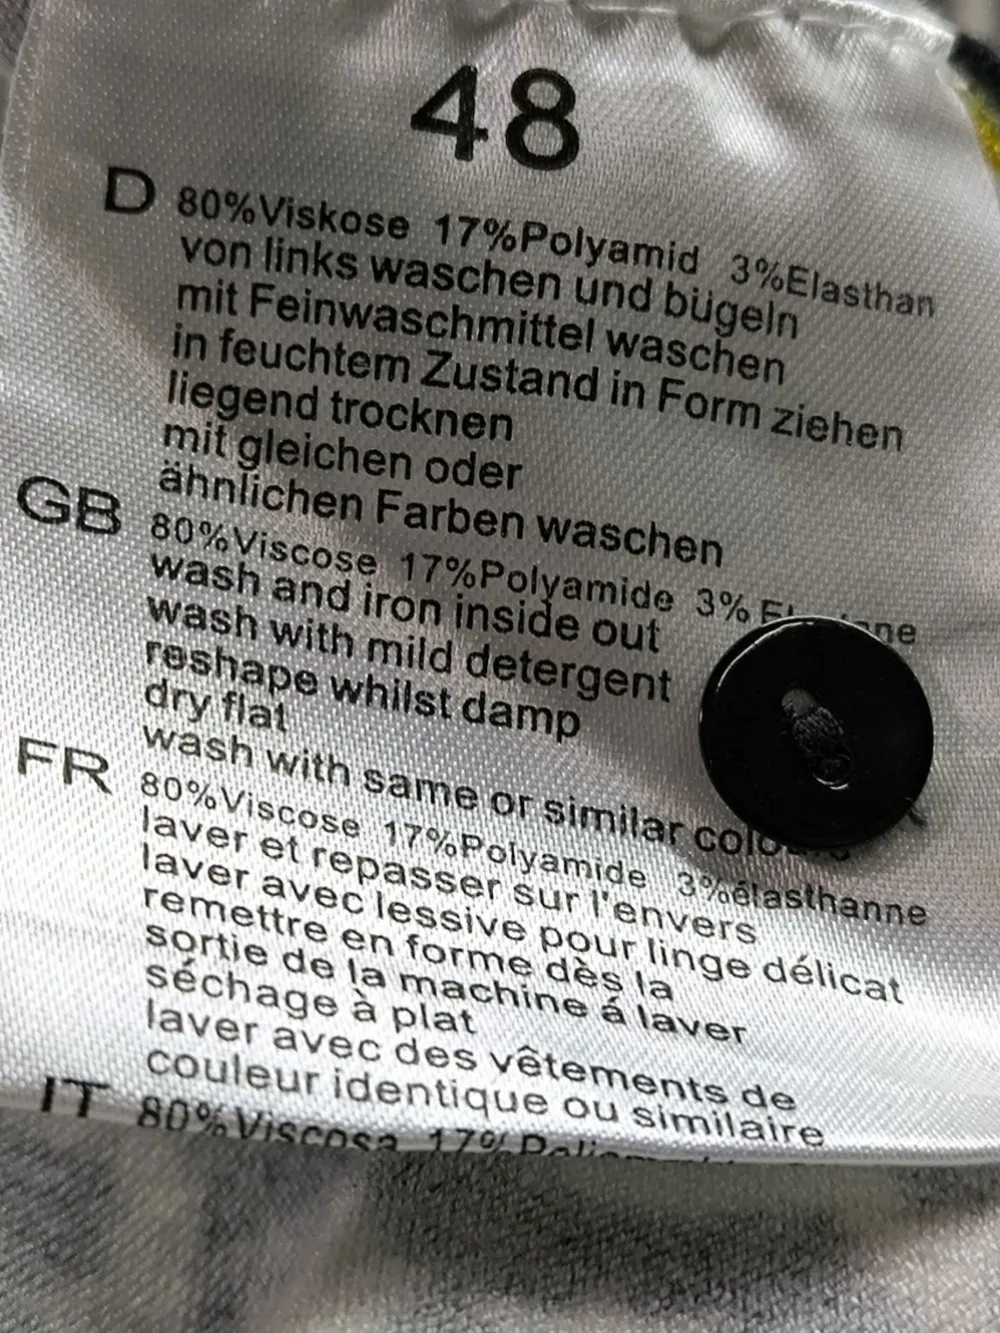 48
D 80%Viskose 17%Polyamid 3%Elasthan
von links waschen und bügeln
mit Feinwaschmittel waschen
in feuchtem Zustand in Form ziehen
liegend trocknen
mit gleichen oder
ähnlichen Farben waschen
GB 80%Viscose 17%Polyamide 3%
wash and iron inside out
wash with mild detergent
reshape whilst damp
dry flat
wash with same or similar
FR 80%Viscose 17%Polyamide 3%élasthanne
laver et repasser sur l'envers
laver avec lessive pour linge délicat
remettre en forme dès la
sortie de la machine á laver
séchage à plat
laver avec des vêtements de
couleur identique ou similaire
IT 80%Viscosa 17%